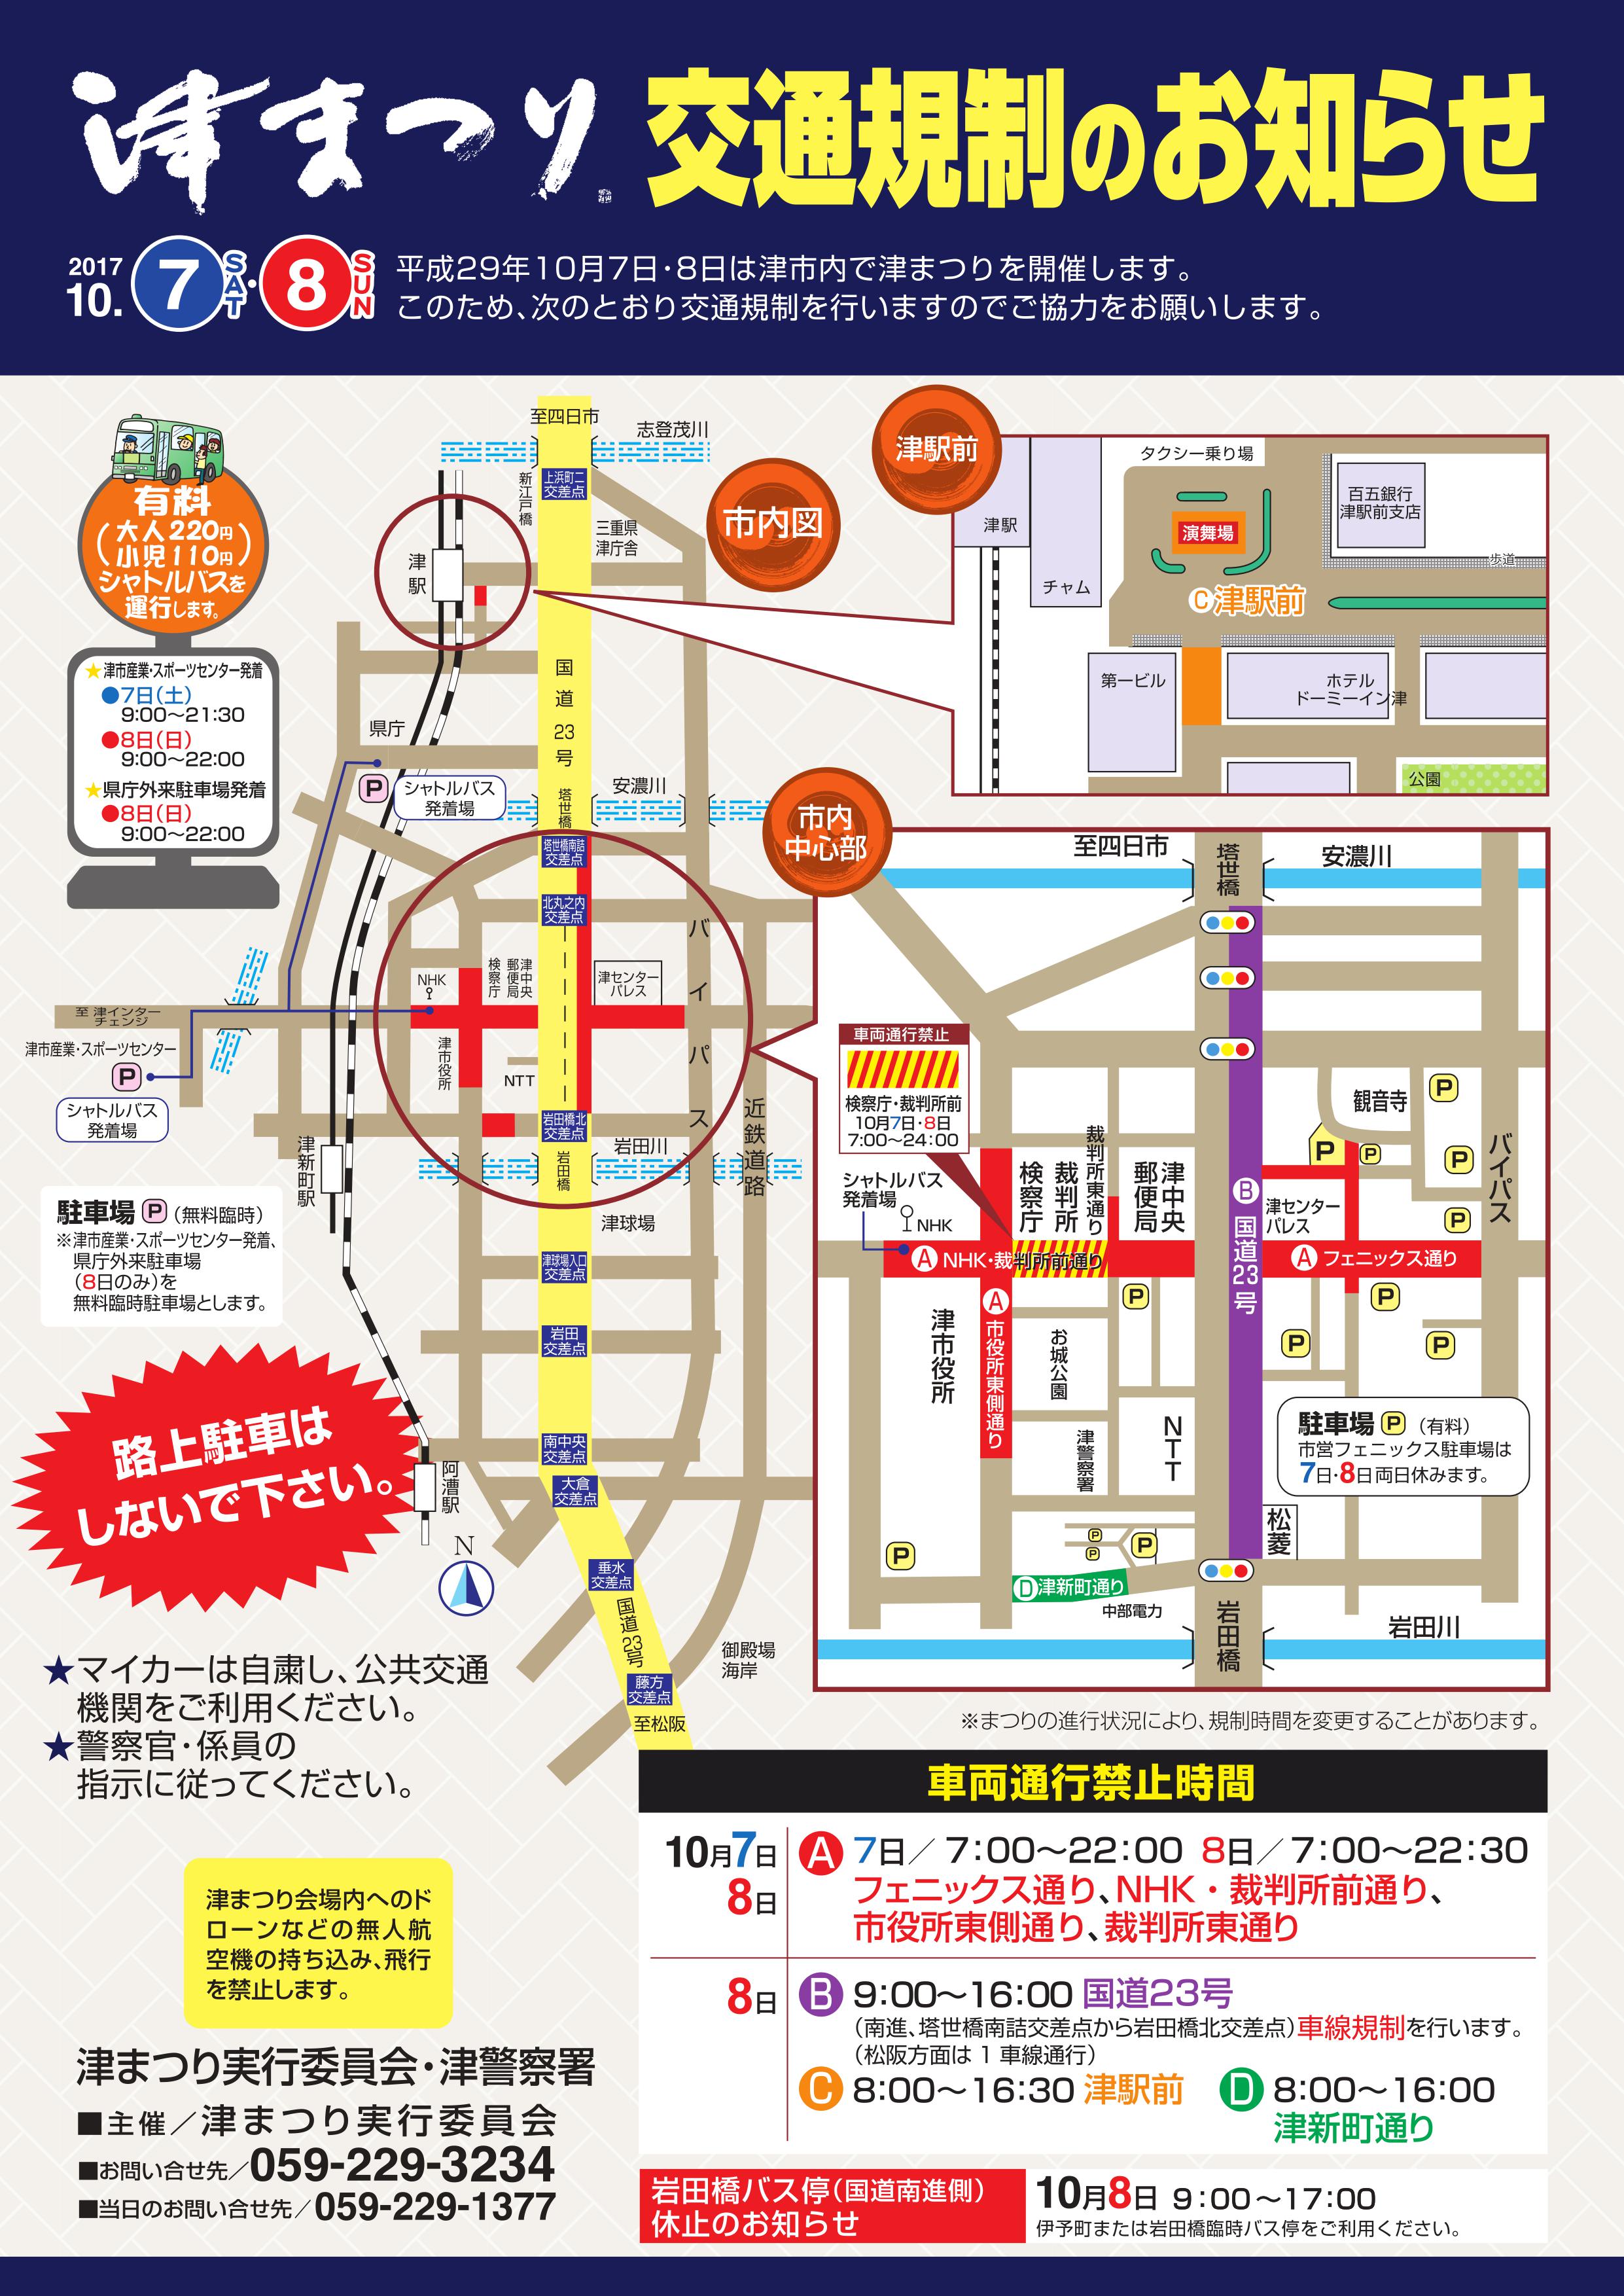 津まつり 交通規制のお知らせ
2017
10. 7 SAT・8 SUN
平成29年10月7日・8日は津市内で津まつりを開催します。
このため、次のとおり交通規制を行いますのでご協力をお願いします。
有料
(大人220円
小児110円)
シャトルバスを
運行します。
★津市産業・スポーツセンター発着
●7日(土)
9:00〜21:30
●8日(日)
9:00〜22:00
★県庁外来駐車場発着
●8日(日)
9:00〜22:00
市内図
至四日市
志登茂川
新江戸橋
上浜町二
交差点
三重県
津庁舎
津駅
国道23号
県庁
P
シャトルバス
発着場
塔世橋
安濃川
塔世橋南詰
交差点
北丸之内
交差点
バイパス
NHK
検察庁
津中央
郵便局
津センター
パレス
至 津インター
チェンジ
津市産業・スポーツセンター
P
シャトルバス
発着場
津市役所
NTT
岩田橋北
交差点
近鉄道路
岩田川
岩田橋
津新町駅
津球場
津球場入口
交差点
岩田
交差点
南中央
交差点
大倉
交差点
阿漕駅
N
垂水
交差点
国道23号
御殿場
海岸
藤方
交差点
至松阪
駐車場 P (無料臨時)
※津市産業・スポーツセンター発着、
県庁外来駐車場
(8日のみ)を
無料臨時駐車場とします。
路上駐車は
しないで下さい。
★マイカーは自粛し、公共交通
機関をご利用ください。
★警察官・係員の
指示に従ってください。
津駅前
タクシー乗り場
津駅
チャム
演舞場
百五銀行
津駅前支店
歩道
C 津駅前
第一ビル
ホテル
ドーミーイン津
公園
市内
中心部
至四日市
塔世橋
安濃川
車両通行禁止
検察庁・裁判所前
10月7日・8日
7:00〜24:00
シャトルバス
発着場
NHK
検察庁
裁判所
裁判所東通り
津中央
郵便局
B 国道23号
観音寺
P
P
P
P
P
バイパス
津センター
パレス
A NHK・裁判所前通り
A フェニックス通り
A 市役所東側通り
津市役所
お城公園
P
P
P
P
津警察署
NTT
駐車場 P (有料)
市営フェニックス駐車場は
7日・8日両日休みます。
松菱
P
P
P
P
D 津新町通り
中部電力
岩田橋
岩田川
※まつりの進行状況により、規制時間を変更することがあります。
車両通行禁止時間
10月7日
8日
A 7日／7:00〜22:00 8日／7:00〜22:30
フェニックス通り、NHK・裁判所前通り、
市役所東側通り、裁判所東通り
8日
B 9:00〜16:00 国道23号
(南進、塔世橋南詰交差点から岩田橋北交差点)車線規制を行います。
(松阪方面は1車線通行)
C 8:00〜16:30 津駅前 D 8:00〜16:00
津新町通り
岩田橋バス停(国道南進側)
休止のお知らせ
10月8日 9:00〜17:00
伊予町または岩田橋臨時バス停をご利用ください。
津まつり会場内へのド
ローンなどの無人航
空機の持ち込み、飛行
を禁止します。
津まつり実行委員会・津警察署
■主催／津まつり実行委員会
■お問い合せ先／059-229-3234
■当日のお問い合せ先／059-229-1377